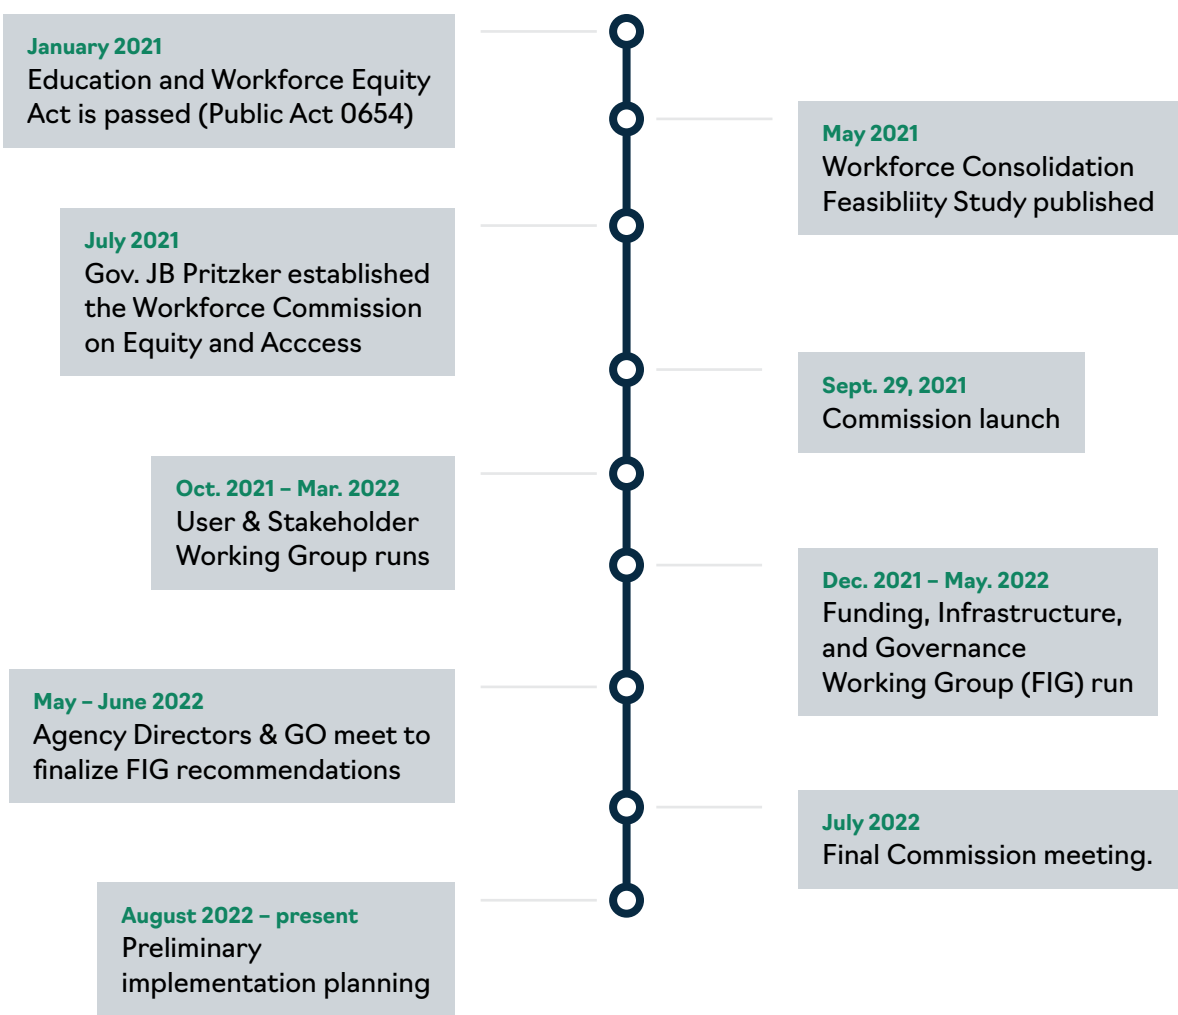 January 2021
Education and Workforce Equity
Act is passed (Public Act 0654)
May 2021
Workforce Consolidation
Feasibliity Study published
July 2021
Gov. JB Pritzker established
the Workforce Commission
on Equity and Acccess
Sept. 29, 2021
Commission launch
Oct. 2021 – Mar. 2022
User & Stakeholder
Working Group runs
Dec. 2021 – May. 2022
Funding, Infrastructure,
and Governance
Working Group (FIG) run
May – June 2022
Agency Directors & GO meet to
finalize FIG recommendations
July 2022
Final Commission meeting.
August 2022 – present
Preliminary
implementation planning